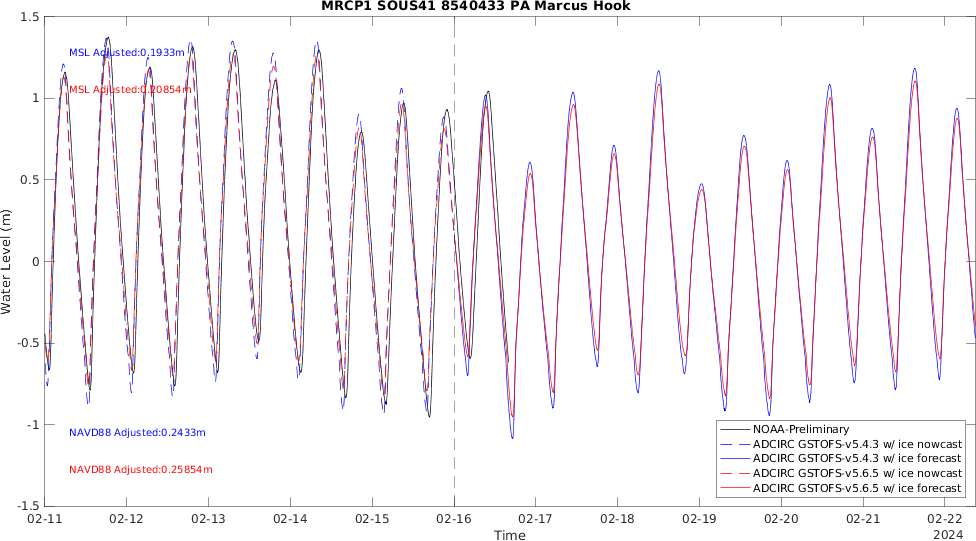 MRCP1 SOUS41 8540433 PA Marcus Hook
1.5
1
0.5
0
-0.5
-1
-1.5
Water Level (m)
MSL Adjusted:0.1933m
MSL Adjusted:0.20854m
NAVD88 Adjusted:0.2433m
NAVD88 Adjusted:0.25854m
NOAA-Preliminary
ADCIRC GSTOFS-v5.4.3 w/ ice nowcast
ADCIRC GSTOFS-v5.4.3 w/ ice forecast
ADCIRC GSTOFS-v5.6.5 w/ ice nowcast
ADCIRC GSTOFS-v5.6.5 w/ ice forecast
02-11 02-12 02-13 02-14 02-15 02-16 02-17 02-18 02-19 02-20 02-21 02-22
2024
Time